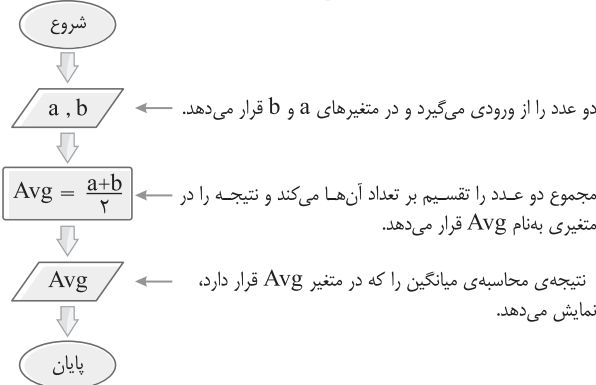 شروع
a , b
دو عدد را از ورودی می‌گیرد و در متغیرهای a و b قرار می‌دهد.
Avg = a+b/۲
مجموع دو عـدد را تقسـیم بر تعداد آن‌هـا می‌کند و نتیجـه را در
متغیری به‌نام Avg قرار می‌دهد.
Avg
نتیجه‌ی محاسبه‌ی میانگین را که در متغیر Avg قرار دارد،
نمایش می‌دهد.
پایان